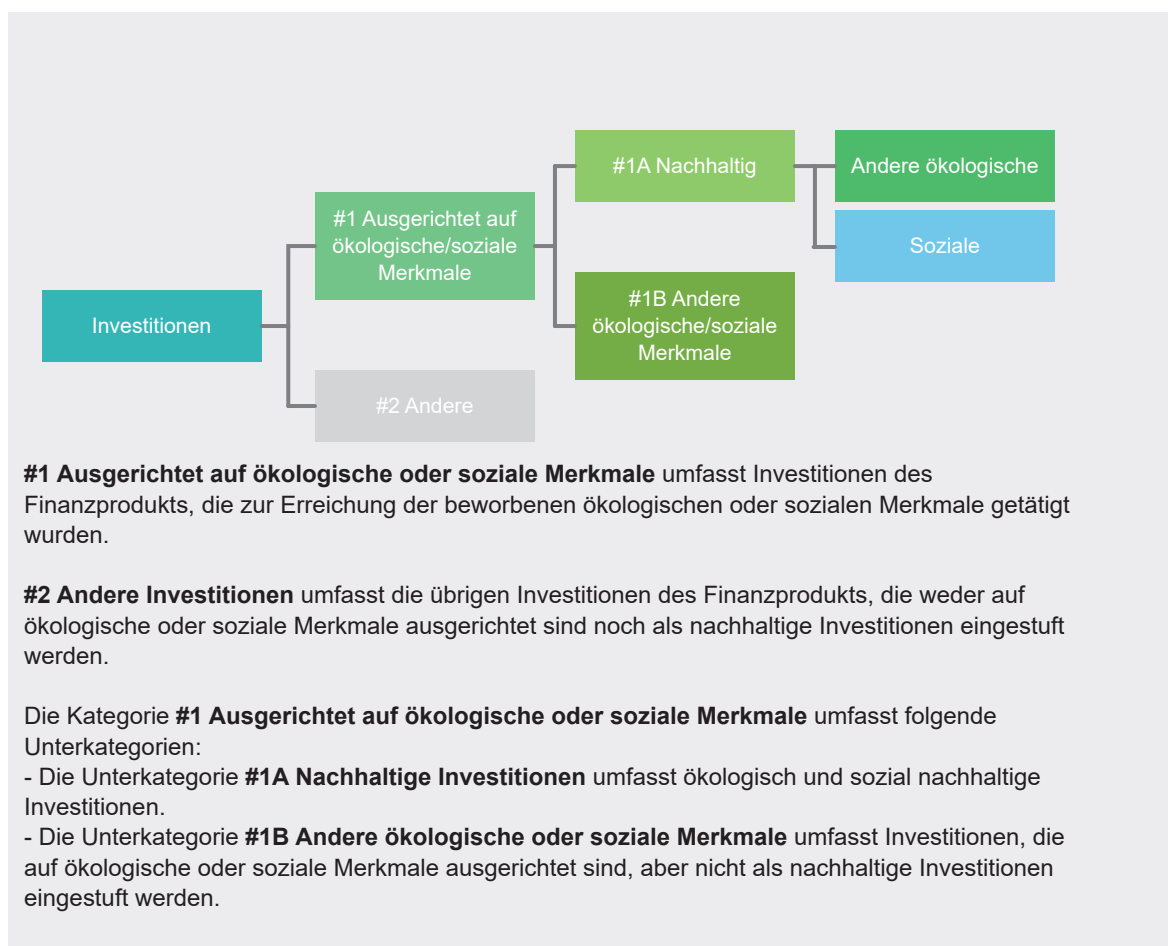 #1A Nachhaltig
Andere ökologische
#1 Ausgerichtet auf
ökologische/soziale
Merkmale
Soziale
#1B Andere
ökologische/soziale
Merkmale
Investitionen
#2 Andere
#1 Ausgerichtet auf ökologische oder soziale Merkmale umfasst Investitionen des
Finanzprodukts, die zur Erreichung der beworbenen ökologischen oder sozialen Merkmale getätigt
wurden.
#2 Andere Investitionen umfasst die übrigen Investitionen des Finanzprodukts, die weder auf
ökologische oder soziale Merkmale ausgerichtet sind noch als nachhaltige Investitionen eingestuft
werden.
Die Kategorie #1 Ausgerichtet auf ökologische oder soziale Merkmale umfasst folgende
Unterkategorien:
- Die Unterkategorie #1A Nachhaltige Investitionen umfasst ökologisch und sozial nachhaltige
Investitionen.
- Die Unterkategorie #1B Andere ökologische oder soziale Merkmale umfasst Investitionen, die
auf ökologische oder soziale Merkmale ausgerichtet sind, aber nicht als nachhaltige Investitionen
eingestuft werden.